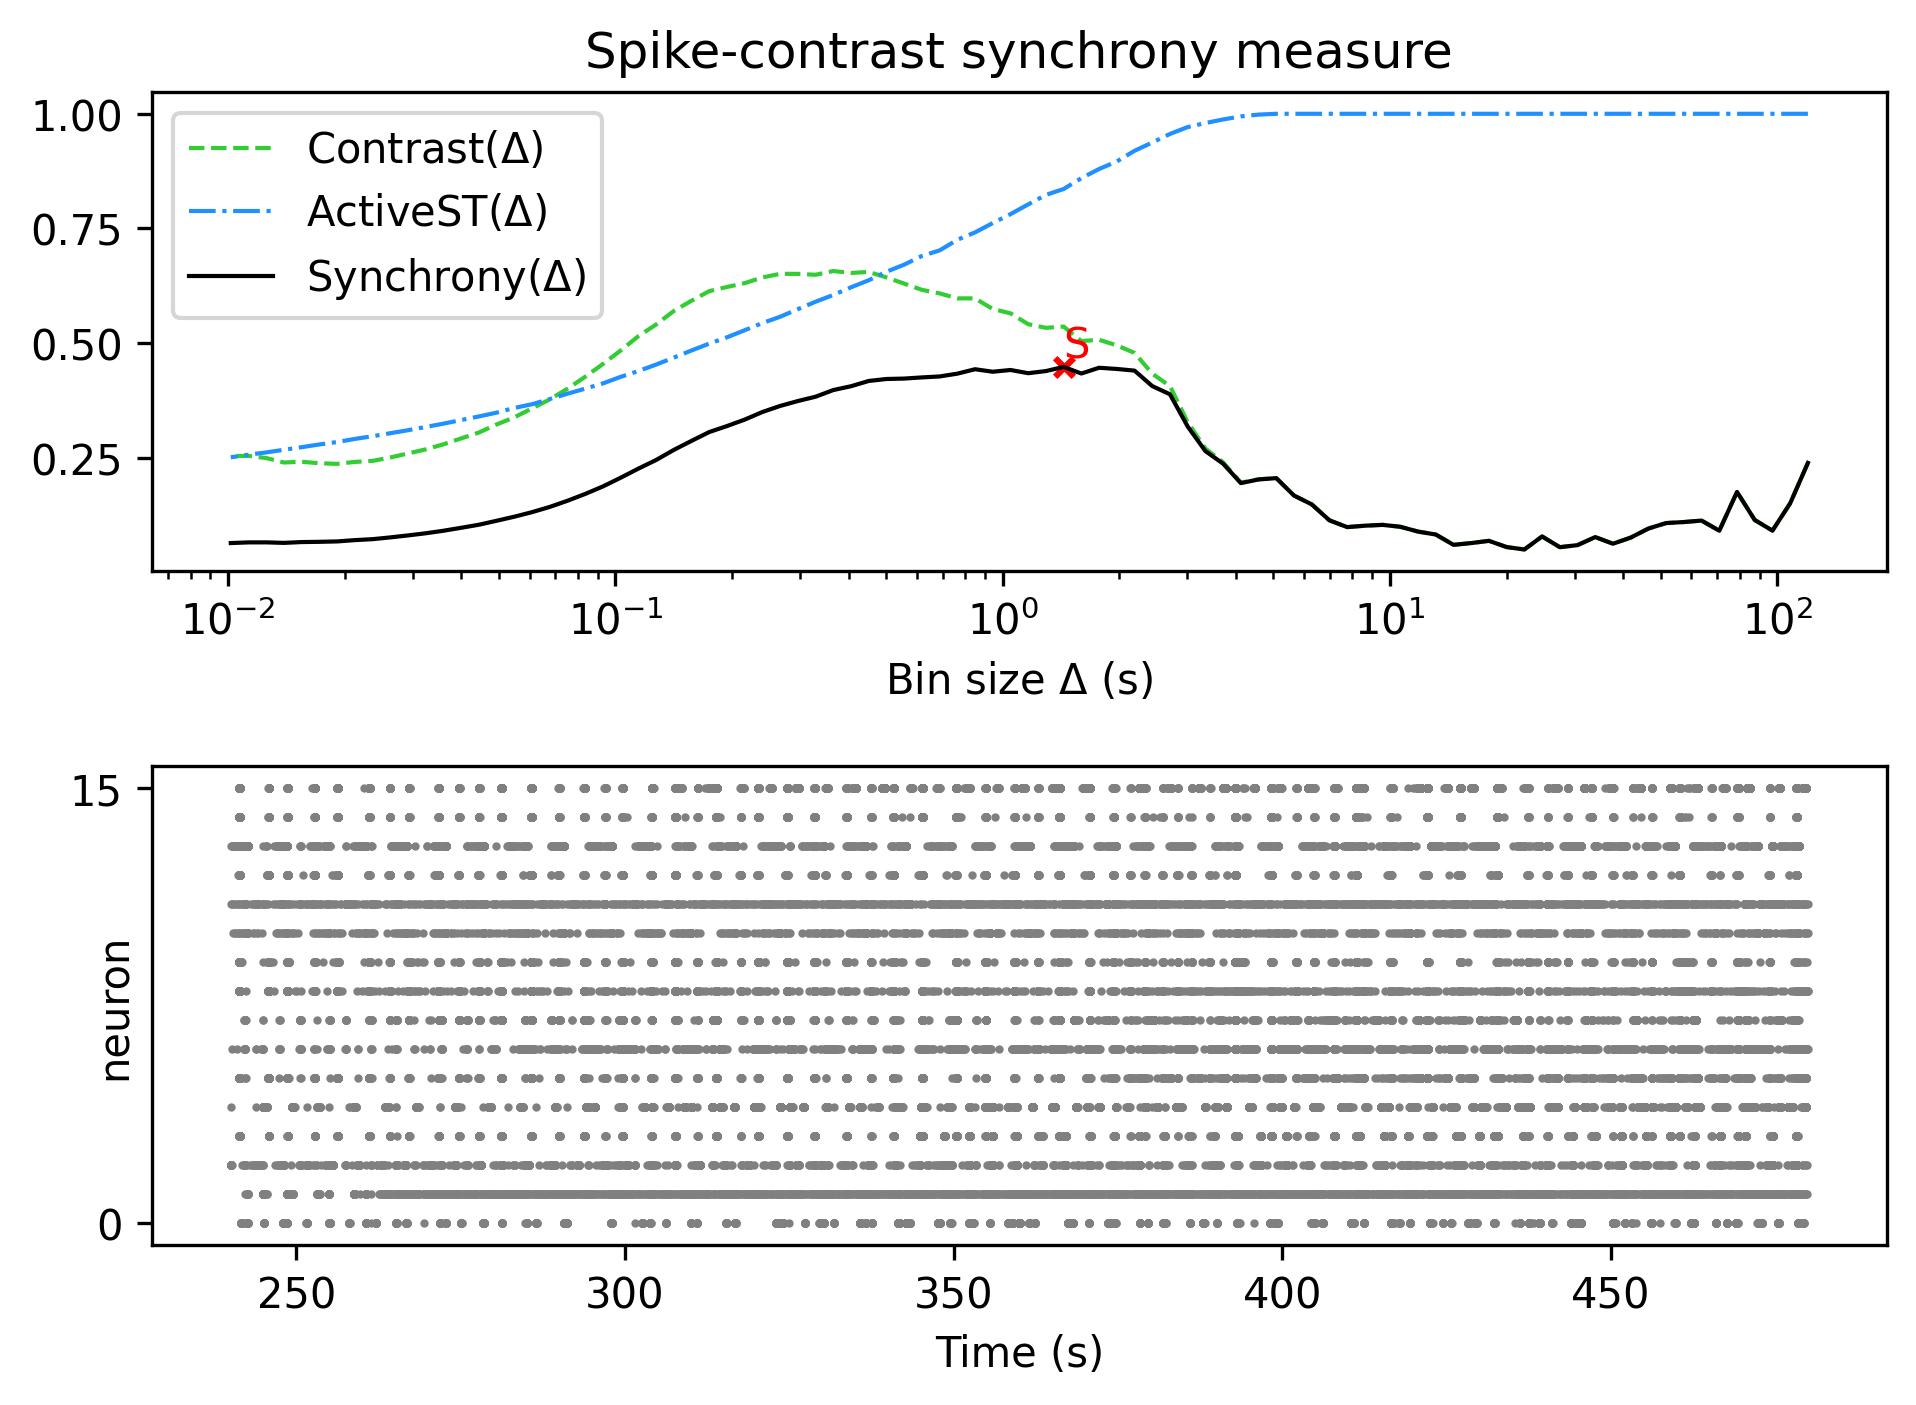 Spike-contrast synchrony measure
1.00
0.75
0.50
0.25
Contrast(Δ)
ActiveST(Δ)
Synchrony(Δ)
S
10⁻² 10⁻¹ 10⁰ 10¹ 10²
Bin size Δ (s)
15
0
neuron
250 300 350 400 450
Time (s)